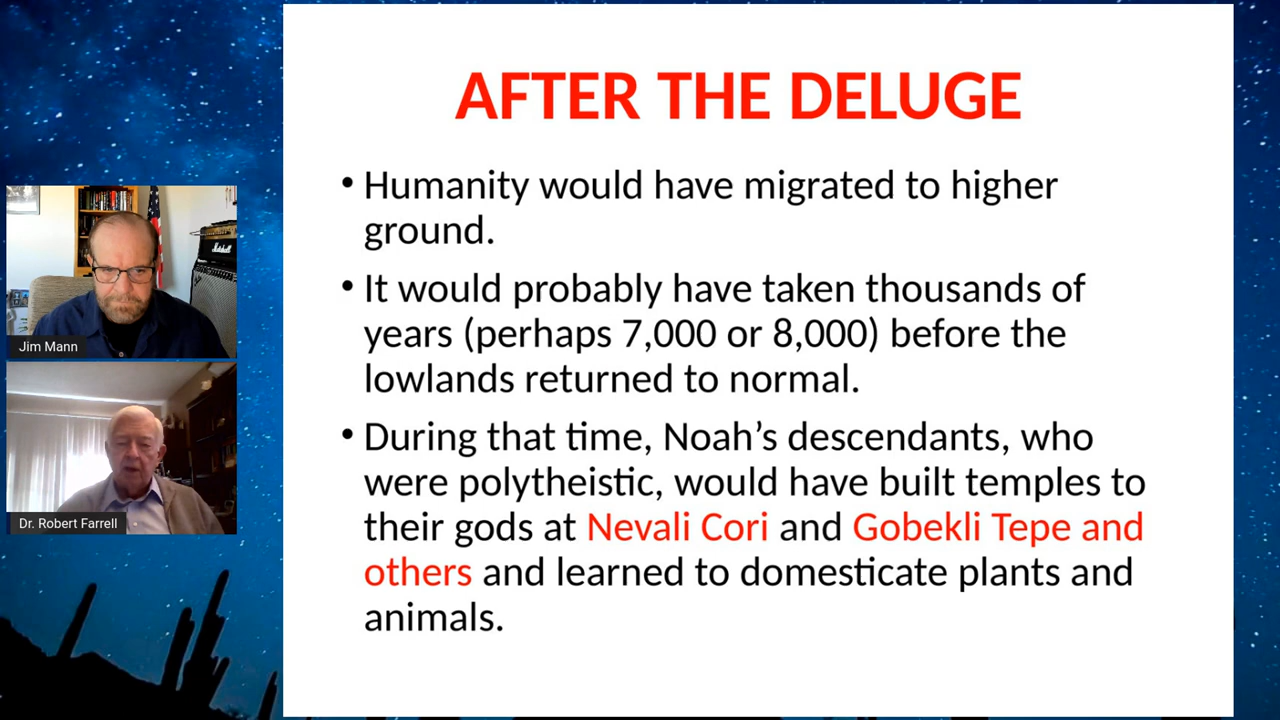 AFTER THE DELUGE
• Humanity would have migrated to higher
ground.
• It would probably have taken thousands of
years (perhaps 7,000 or 8,000) before the
lowlands returned to normal.
• During that time, Noah’s descendants, who
were polytheistic, would have built temples to
their gods at Nevali Cori and Gobekli Tepe and
others and learned to domesticate plants and
animals.
Marshall
Jim Mann
Dr. Robert Farrell